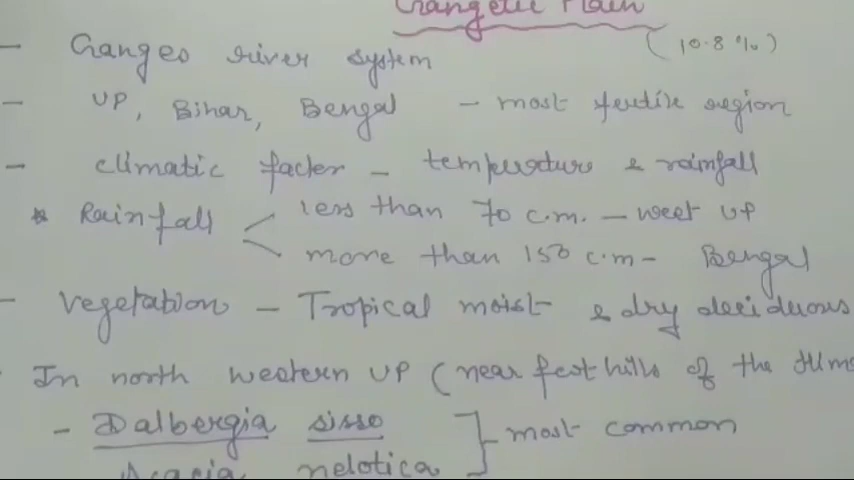 Gangetic Plain
(10.8 %)
- Ganges river system
- UP, Bihar, Bengal - most fertile region
- climatic factor - temperature & rainfall
* Rainfall < less than 70 c.m. - west UP
more than 150 c.m - Bengal
- Vegetation - Tropical moist & dry deciduous
In north western UP (near foot hills of the
- Dalbergia sisso } most common
Acacia nelotica